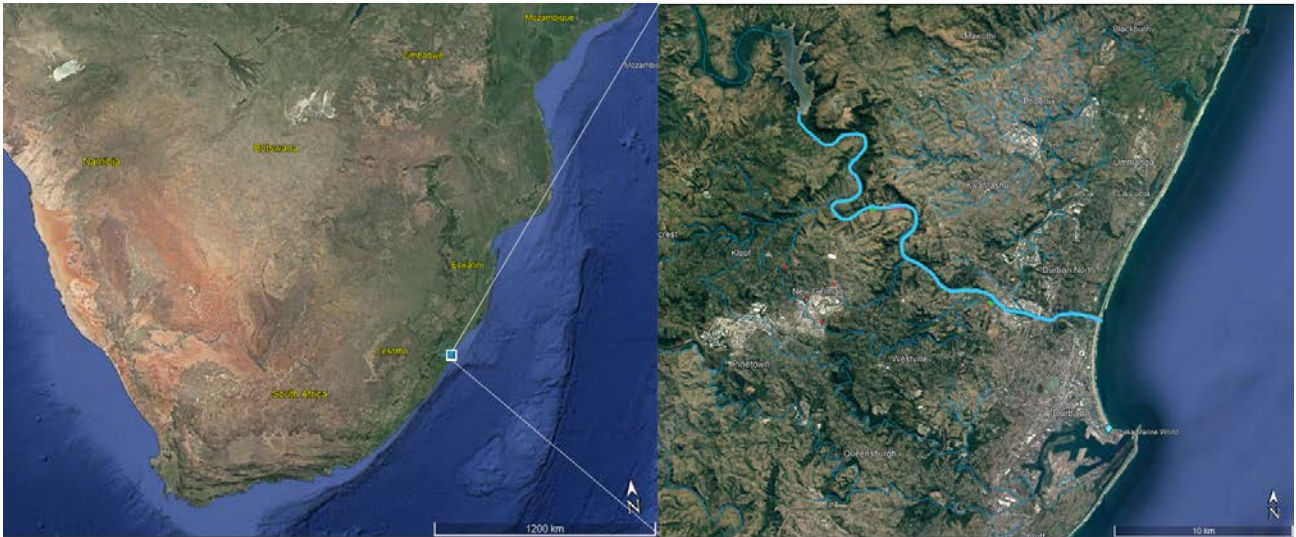 Mozambique
Zimbabwe
Botswana
Namibia
Eswatini
Lesotho
South Africa
N
1200 km
Mawothi
Blackburn
Phoenix
Umhlanga
KwaMashu
Kloof
Durban North
New Germany
Pinetown
Westville
Durban
uShaka Marine World
Queensburgh
N
10 km